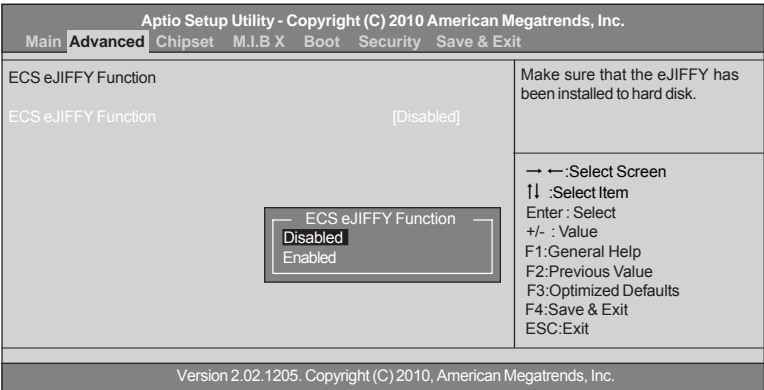 Aptio Setup Utility - Copyright (C) 2010 American Megatrends, Inc.
Main Advanced Chipset M.I.B X Boot Security Save & Exit
ECS eJIFFY Function
ECS eJIFFY Function [Disabled]
ECS eJIFFY Function
Disabled
Enabled
Make sure that the eJIFFY has
been installed to hard disk.
→ ←:Select Screen
↑↓ :Select Item
Enter : Select
+/- : Value
F1:General Help
F2:Previous Value
F3:Optimized Defaults
F4:Save & Exit
ESC:Exit
Version 2.02.1205. Copyright (C) 2010, American Megatrends, Inc.